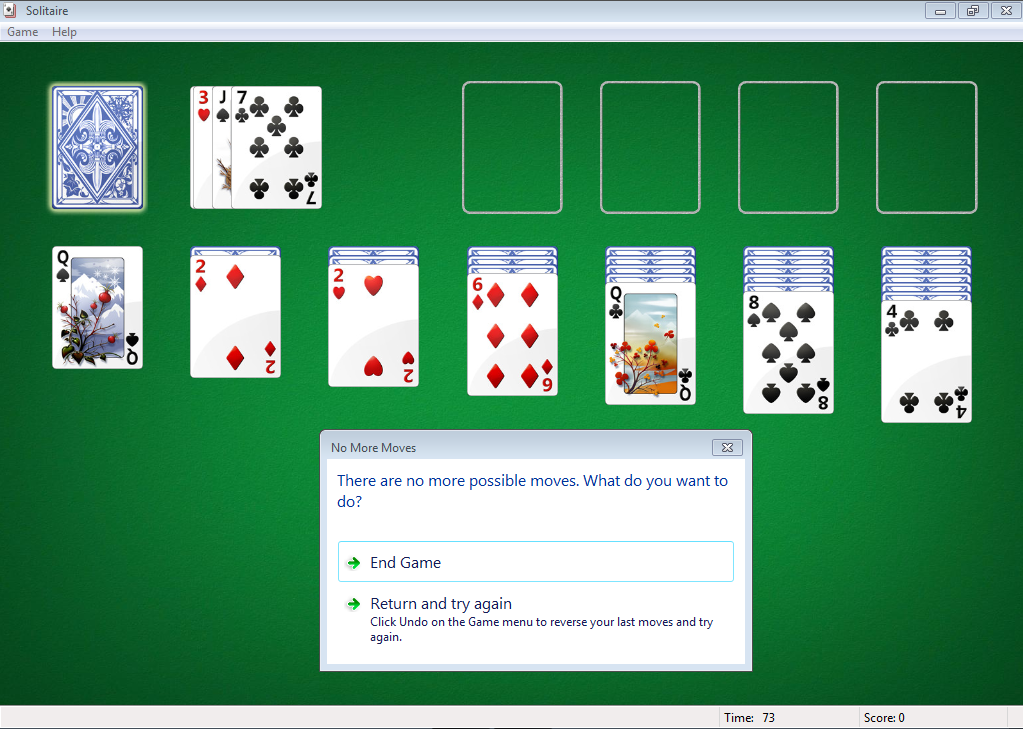 Solitaire
Game Help
3 J 7
7
Q
Q
2
2
2
2
6
6
Q
Q
8
8
4
4
No More Moves
There are no more possible moves. What do you want to
do?
End Game
Return and try again
Click Undo on the Game menu to reverse your last moves and try
again.
Time: 73 Score: 0